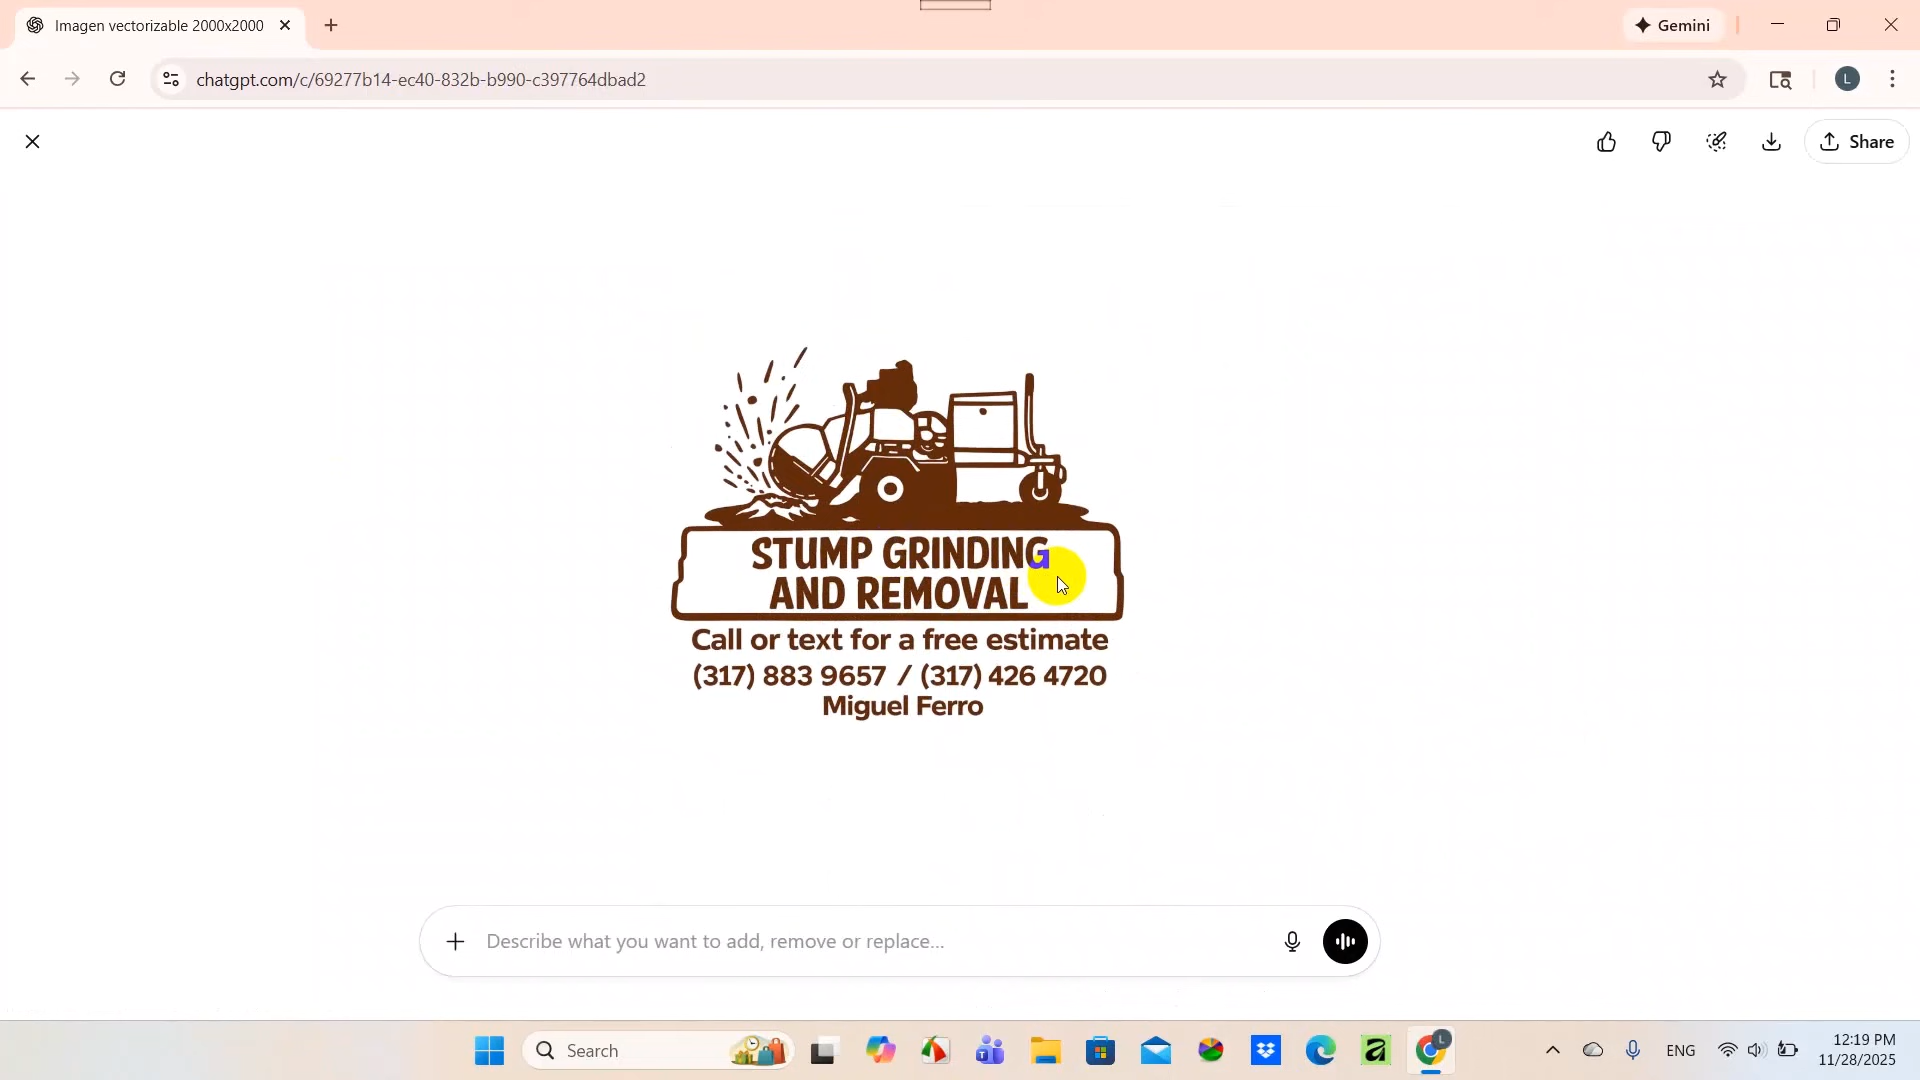 Imagen vectorizable 2000x2000
Gemini
chatgpt.com/c/69277b14-ec40-832b-b990-c397764dbad2
L
Share
STUMP GRINDING
AND REMOVAL
Call or text for a free estimate
(317) 883 9657 / (317) 426 4720
Miguel Ferro
Describe what you want to add, remove or replace...
Search
L
ENG
12:19 PM
11/28/2025